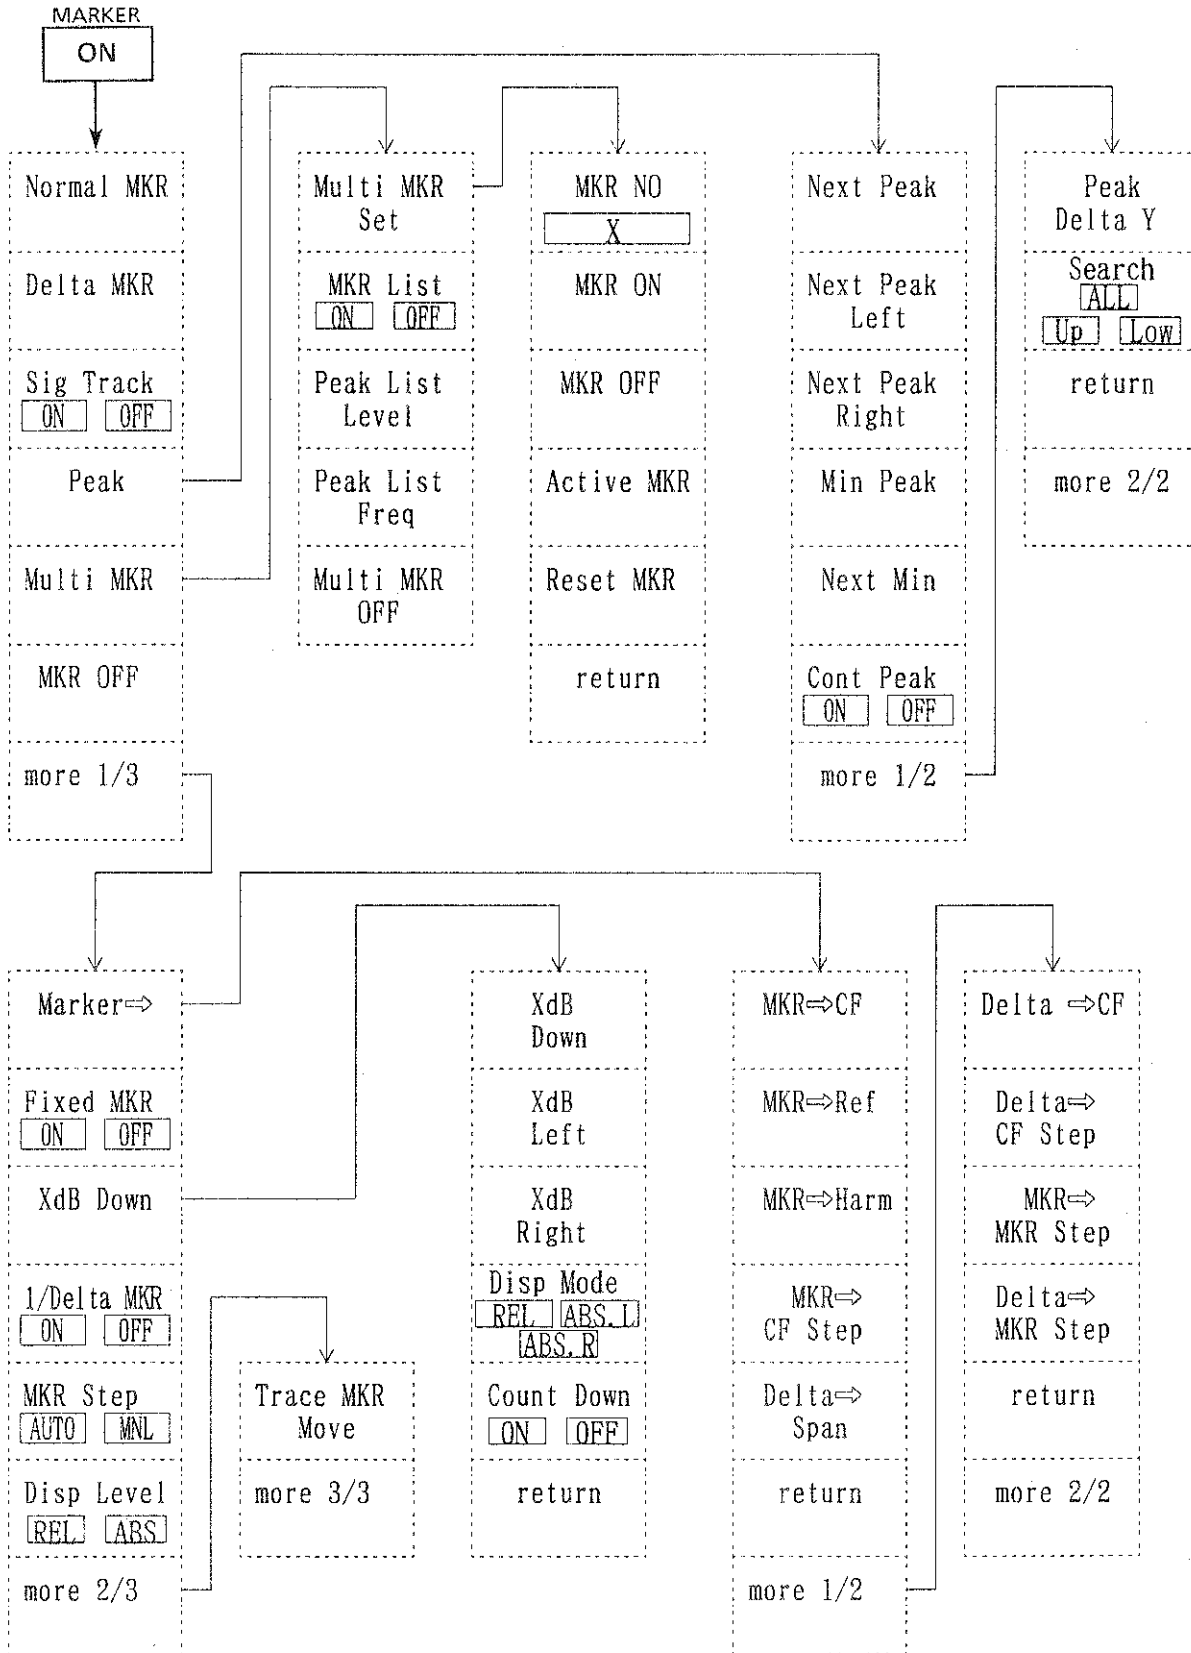 MARKER
ON
Normal MKR
Delta MKR
Sig Track
ON OFF
Peak
Multi MKR
MKR OFF
more 1/3
Multi MKR
Set
MKR List
ON OFF
Peak List
Level
Peak List
Freq
Multi MKR
OFF
MKR NO
X
MKR ON
MKR OFF
Active MKR
Reset MKR
return
Next Peak
Next Peak
Left
Next Peak
Right
Min Peak
Next Min
Cont Peak
ON OFF
more 1/2
Peak
Delta Y
Search
ALL
Up Low
return
more 2/2
Marker⇨
Fixed MKR
ON OFF
XdB Down
1/Delta MKR
ON OFF
MKR Step
AUTO MNL
Disp Level
REL ABS
more 2/3
Trace MKR
Move
more 3/3
XdB
Down
XdB
Left
XdB
Right
Disp Mode
REL ABS.L
ABS.R
Count Down
ON OFF
return
MKR⇨CF
MKR⇨Ref
MKR⇨Harm
MKR⇨
CF Step
Delta⇨
Span
return
more 1/2
Delta ⇨CF
Delta⇨
CF Step
MKR⇨
MKR Step
Delta⇨
MKR Step
return
more 2/2